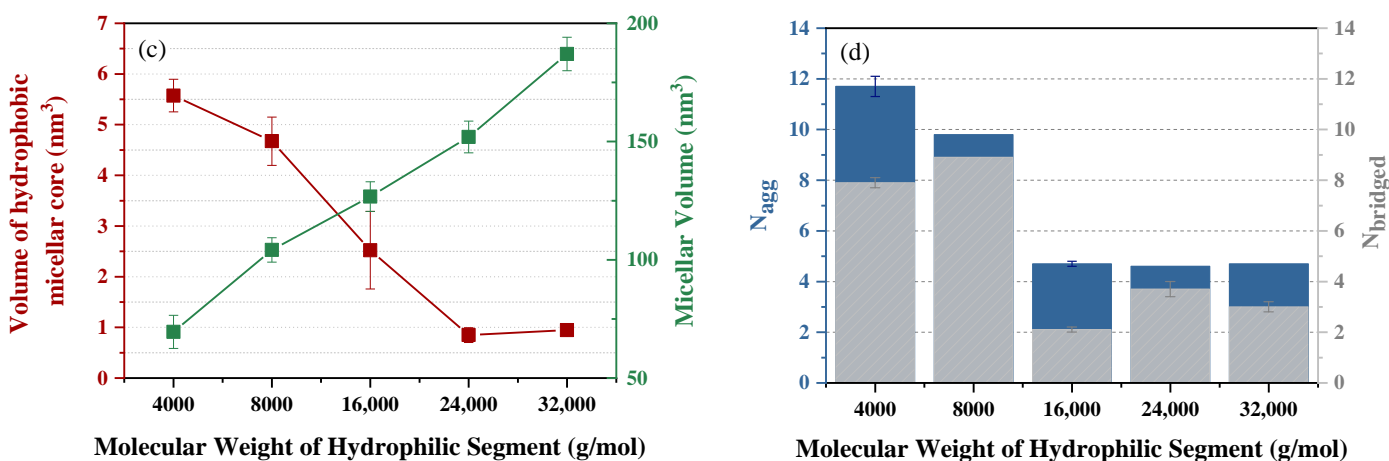 (c)
Volume of hydrophobic
micellar core (nm³)
7
6
5
4
3
2
1
0
200
150
100
50
Micellar Volume (nm³)
4000 8000 16,000 24,000 32,000
Molecular Weight of Hydrophilic Segment (g/mol)
(d)
Nagg
14
12
10
8
6
4
2
0
14
12
10
8
6
4
2
0
Nbridged
4000 8000 16,000 24,000 32,000
Molecular Weight of Hydrophilic Segment (g/mol)